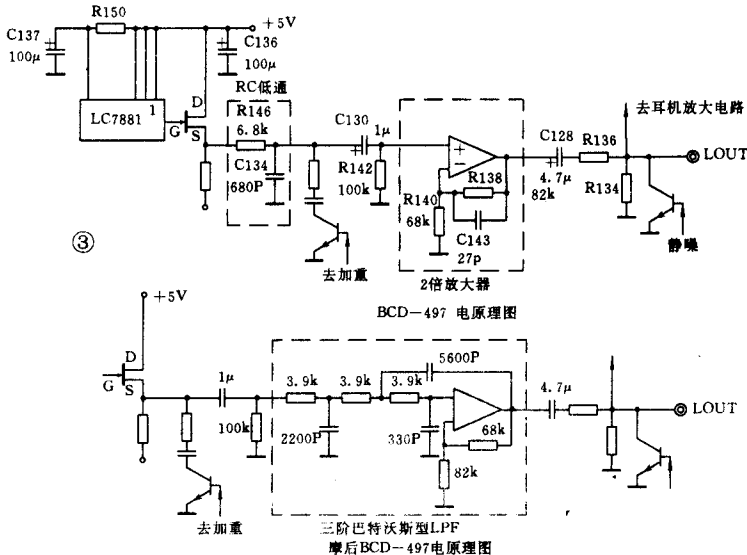 R150
+5V
C137
100μ
C136
100μ
LC7881
1
D
G
S
RC低通
R146
6.8k
C134
680P
C130
1μ
R142
100k
去加重
R138
R140
68k
C143
27p
2倍放大器
C128
4.7μ
82k
R136
R134
去耳机放大电路
LOUT
静噪
BCD—497 电原理图
③
+5V
D
G
S
1μ
100k
去加重
3.9k
3.9k
3.9k
5600P
2200P
330P
68k
82k
4.7μ
LOUT
三阶巴特沃斯型LPF
摩后BCD—497电原理图